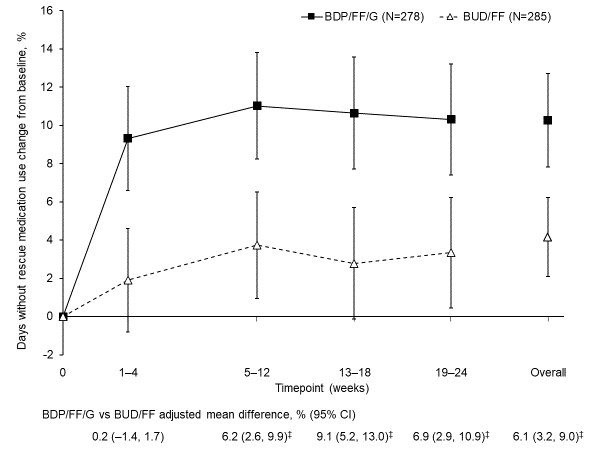 BDP/FF/G (N=278) BUD/FF (N=285)
Days without rescue medication use change from baseline, %
16
14
12
10
8
6
4
2
0
-2
0 1–4 5–12 13–18 19–24 Overall
Timepoint (weeks)
BDP/FF/G vs BUD/FF adjusted mean difference, % (95% CI)
0.2 (–1.4, 1.7) 6.2 (2.6, 9.9)‡ 9.1 (5.2, 13.0)‡ 6.9 (2.9, 10.9)‡ 6.1 (3.2, 9.0)‡